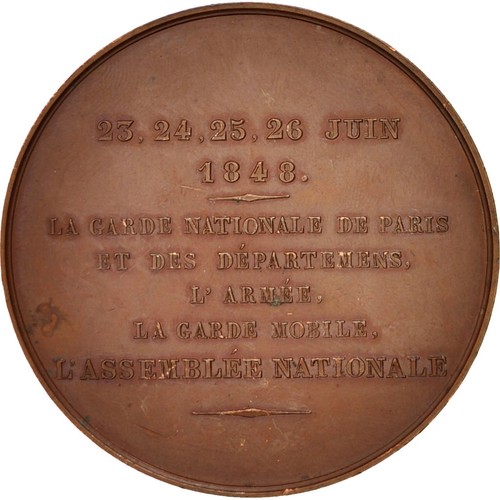 23, 24, 25, 26 JUIN
1848.
LA GARDE NATIONALE DE PARIS
ET DES DÉPARTEMENS,
L'ARMÉE,
LA GARDE MOBILE,
L'ASSEMBLÉE NATIONALE